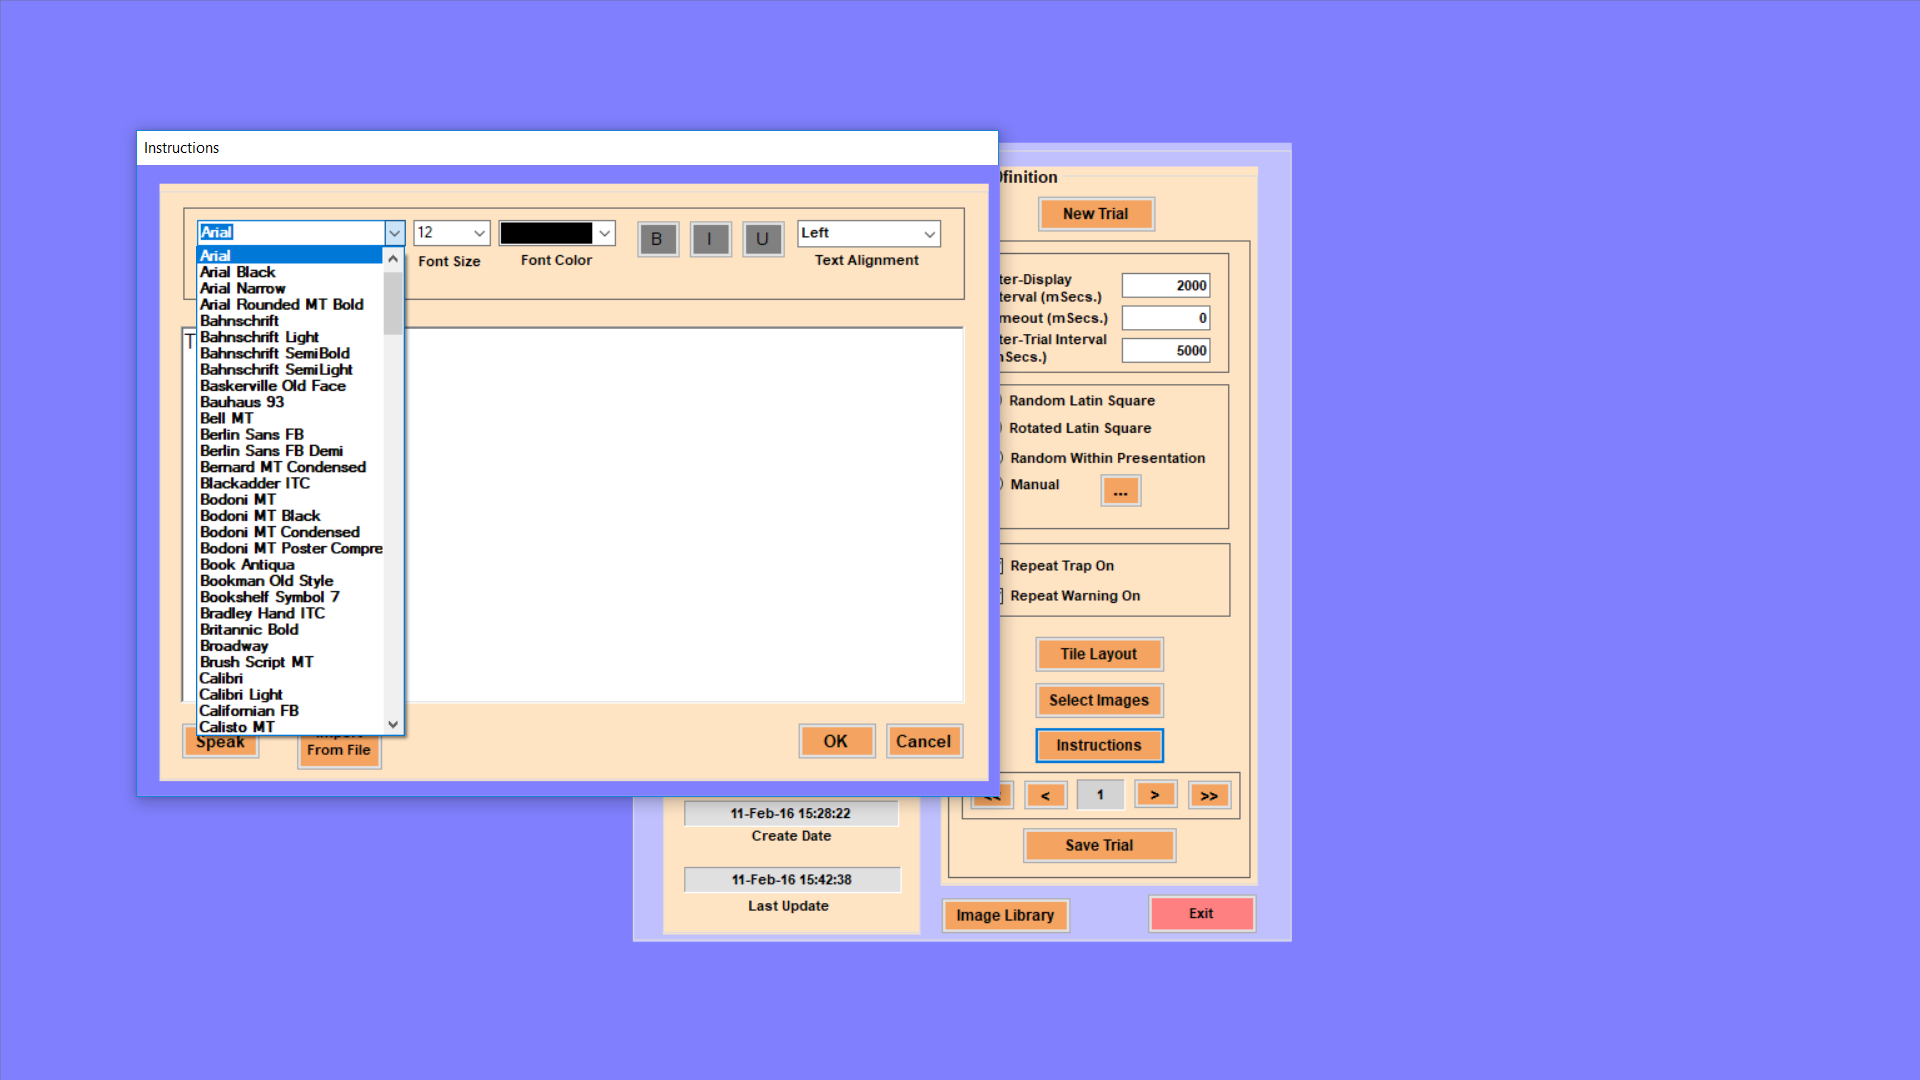 Instructions
Arial
12
Font Size
Font Color
B
I
U
Left
Text Alignment
Arial
Arial Black
Arial Narrow
Arial Rounded MT Bold
Bahnschrift
Bahnschrift Light
Bahnschrift SemiBold
Bahnschrift SemiLight
Baskerville Old Face
Bauhaus 93
Bell MT
Berlin Sans FB
Berlin Sans FB Demi
Bernard MT Condensed
Blackadder ITC
Bodoni MT
Bodoni MT Black
Bodoni MT Condensed
Bodoni MT Poster Compre
Book Antiqua
Bookman Old Style
Bookshelf Symbol 7
Bradley Hand ITC
Britannic Bold
Broadway
Brush Script MT
Calibri
Calibri Light
Californian FB
Calisto MT
T
Speak
From File
OK
Cancel
finition
New Trial
ter-Display
terval (mSecs.)
2000
meout (mSecs.)
0
ter-Trial Interval
Secs.)
5000
Random Latin Square
Rotated Latin Square
Random Within Presentation
Manual
...
Repeat Trap On
Repeat Warning On
Tile Layout
Select Images
Instructions
<<
<
1
>
>>
Save Trial
11-Feb-16 15:28:22
Create Date
11-Feb-16 15:42:38
Last Update
Image Library
Exit